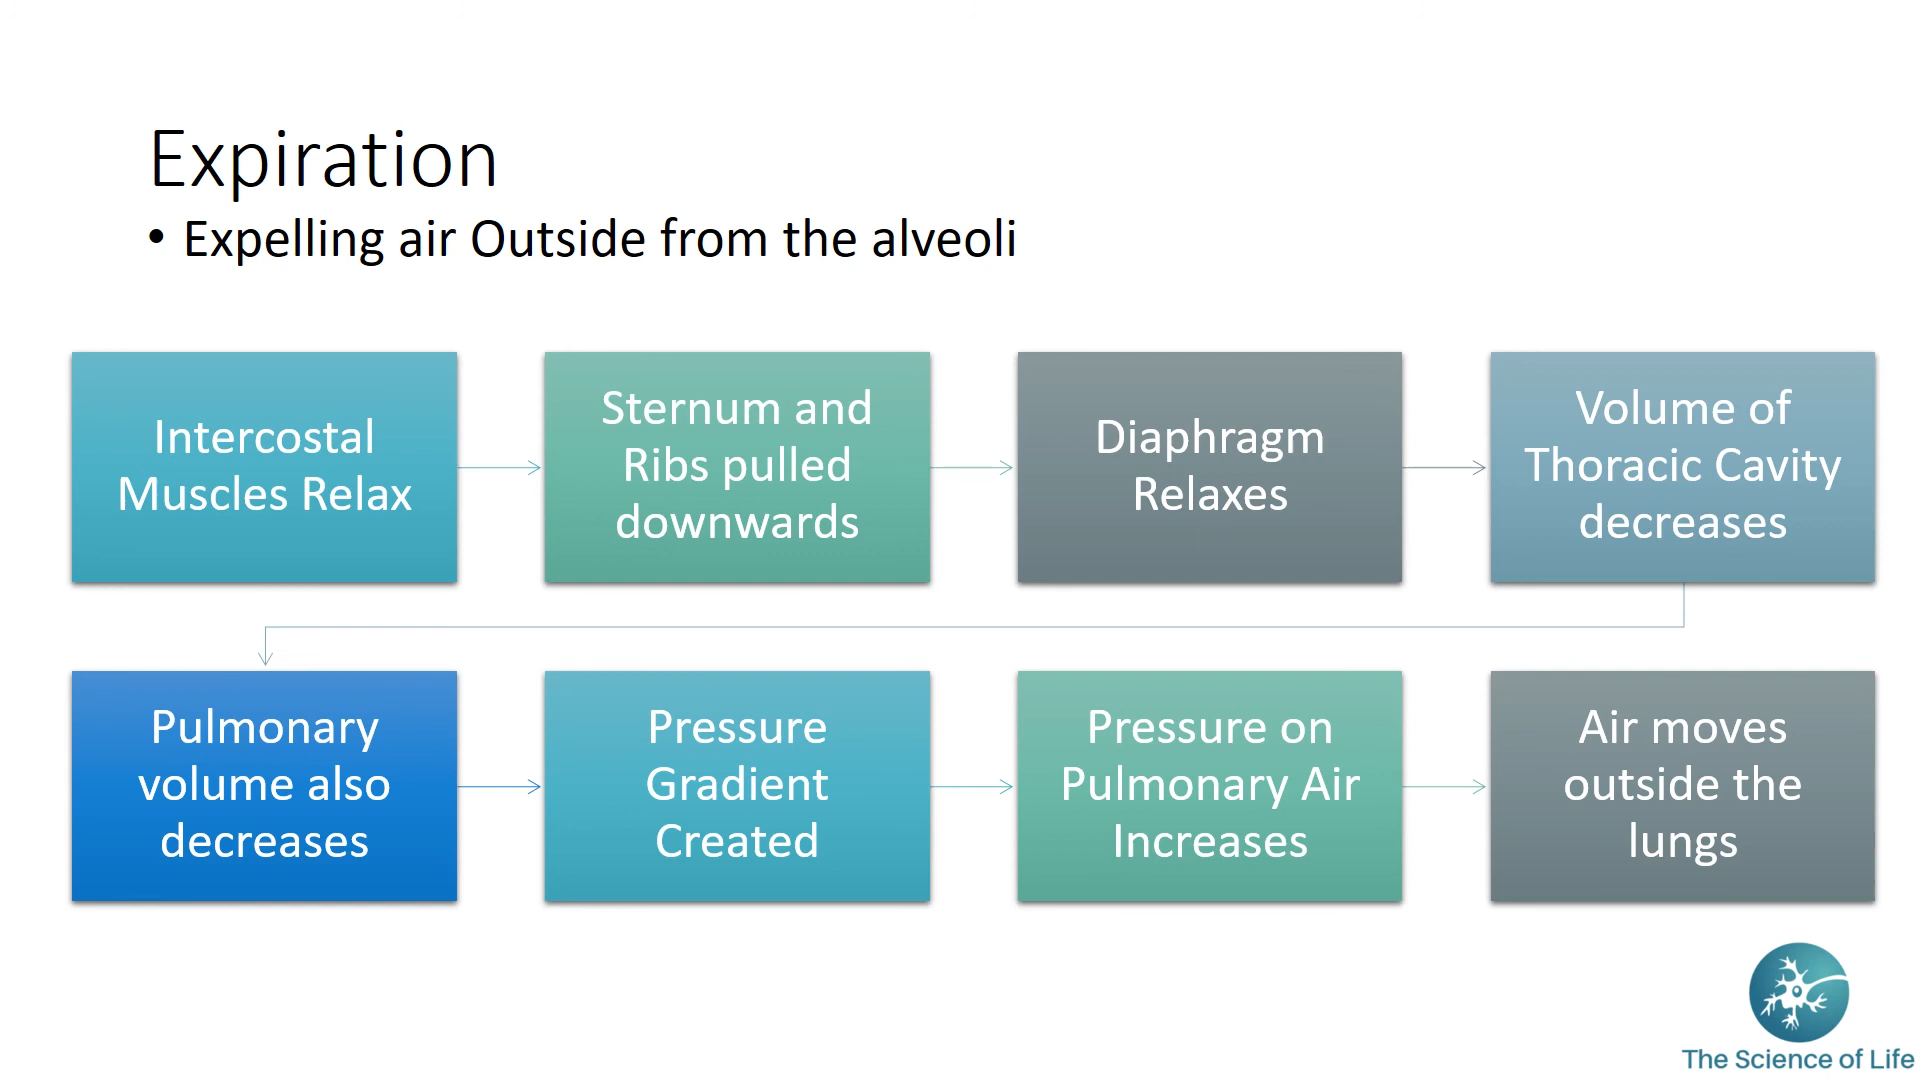 Expiration
• Expelling air Outside from the alveoli
Intercostal
Muscles Relax
Sternum and
Ribs pulled
downwards
Diaphragm
Relaxes
Volume of
Thoracic Cavity
decreases
Pulmonary
volume also
decreases
Pressure
Gradient
Created
Pressure on
Pulmonary Air
Increases
Air moves
outside the
lungs
The Science of Life